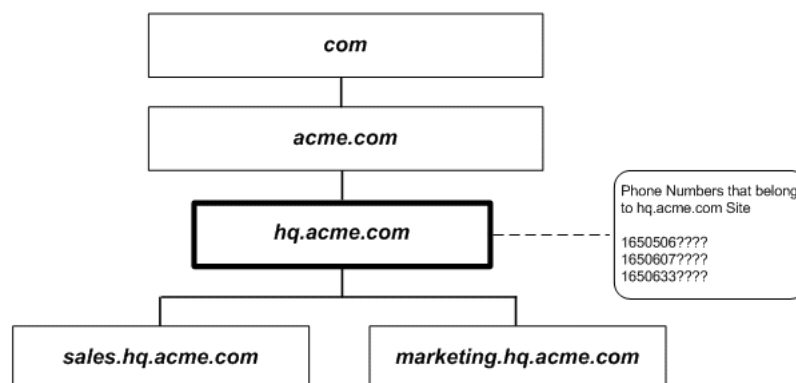 com
acme.com
hq.acme.com
Phone Numbers that belong
to hq.acme.com Site
1650506????
1650607????
1650633????
sales.hq.acme.com
marketing.hq.acme.com